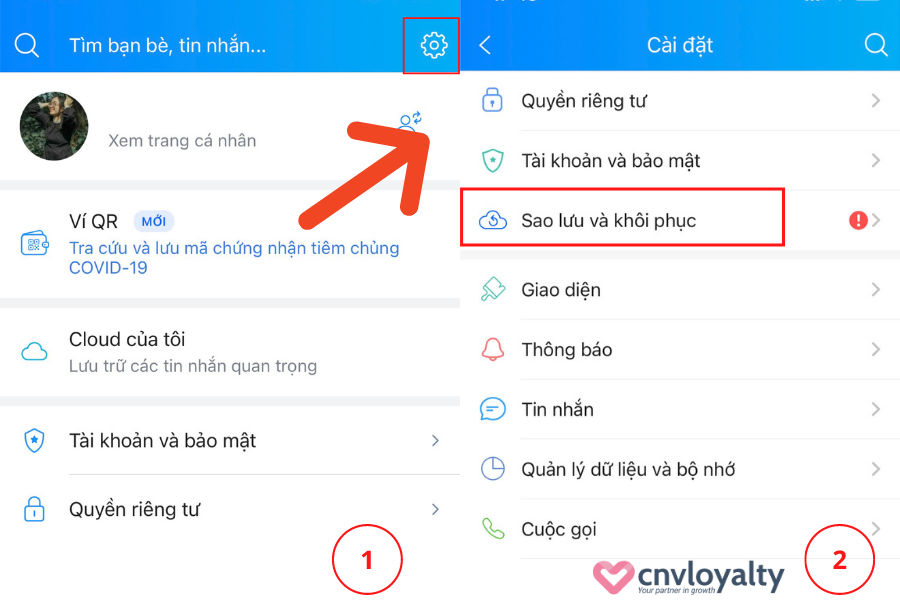 Tìm bạn bè, tin nhắn...
Xem trang cá nhân
Ví QR MỚI
Tra cứu và lưu mã chứng nhận tiêm chủng
COVID-19
Cloud của tôi
Lưu trữ các tin nhắn quan trọng
Tài khoản và bảo mật
Quyền riêng tư
1
Cài đặt
Quyền riêng tư
Tài khoản và bảo mật
Sao lưu và khôi phục
Giao diện
Thông báo
Tin nhắn
Quản lý dữ liệu và bộ nhớ
Cuộc gọi
2
cnvloyalty
Your partner in growth